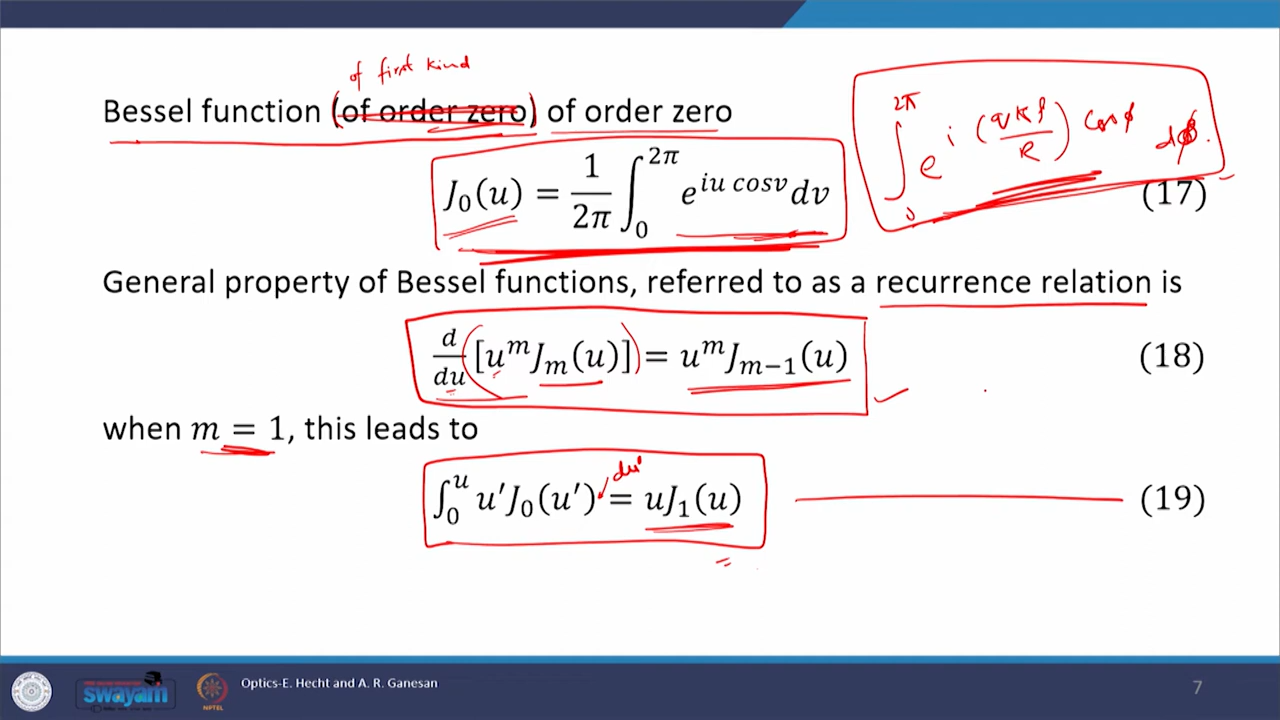 of first kind
Bessel function (of order zero) of order zero
J₀(u) = 1/2π ∫₀^2π e^{iu cosv} dv
∫₀^2π e^{i (qkρ/R) cosϕ} dϕ.
(17)
General property of Bessel functions, referred to as a recurrence relation is
d/du [u^m J_m(u)] = u^m J_{m−1}(u) (18)
when m = 1, this leads to
du'
∫₀^u u′J₀(u′) = uJ₁(u) (19)
swayam
NPTEL
Optics-E. Hecht and A. R. Ganesan
7